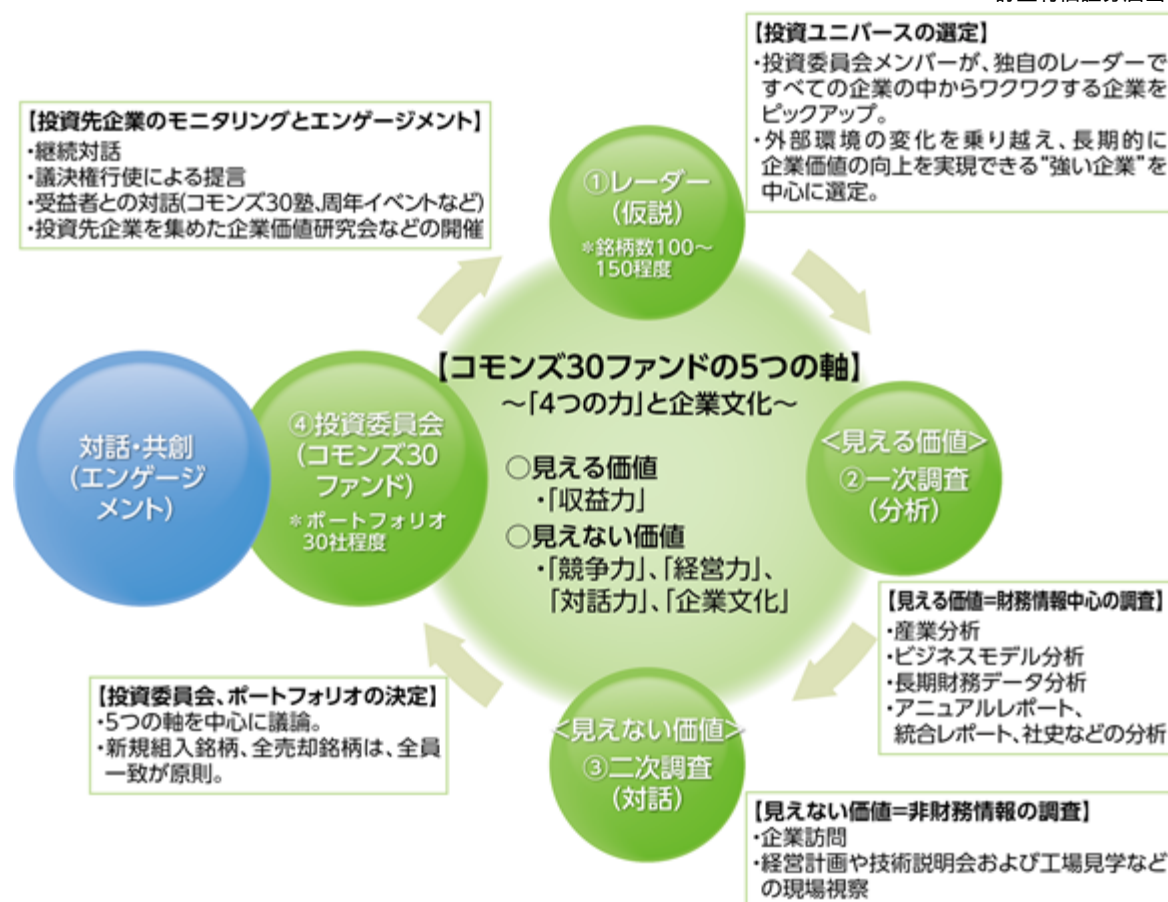 【投資ユニバースの選定】
・投資委員会メンバーが、独自のレーダーで
すべての企業の中からワクワクする企業を
ピックアップ。
・外部環境の変化を乗り越え、長期的に
企業価値の向上を実現できる"強い企業"を
中心に選定。
【投資先企業のモニタリングとエンゲージメント】
・継続対話
・議決権行使による提言
・受益者との対話(コモンズ30塾、周年イベントなど)
・投資先企業を集めた企業価値研究会などの開催
①レーダー
(仮説)
＊銘柄数100～
150程度
【コモンズ30ファンドの5つの軸】
～「4つの力」と企業文化～
○見える価値
・「収益力」
○見えない価値
・「競争力」、「経営力」、
「対話力」、「企業文化」
対話・共創
(エンゲージ
メント)
④投資委員会
(コモンズ30
ファンド)
＊ポートフォリオ
30社程度
<見える価値>
②一次調査
(分析)
【見える価値=財務情報中心の調査】
・産業分析
・ビジネスモデル分析
・長期財務データ分析
・アニュアルレポート、
統合レポート、社史などの分析
<見えない価値>
③二次調査
(対話)
【投資委員会、ポートフォリオの決定】
・5つの軸を中心に議論。
・新規組入銘柄、全売却銘柄は、全員
一致が原則。
【見えない価値=非財務情報の調査】
・企業訪問
・経営計画や技術説明会および工場見学など
の現場視察